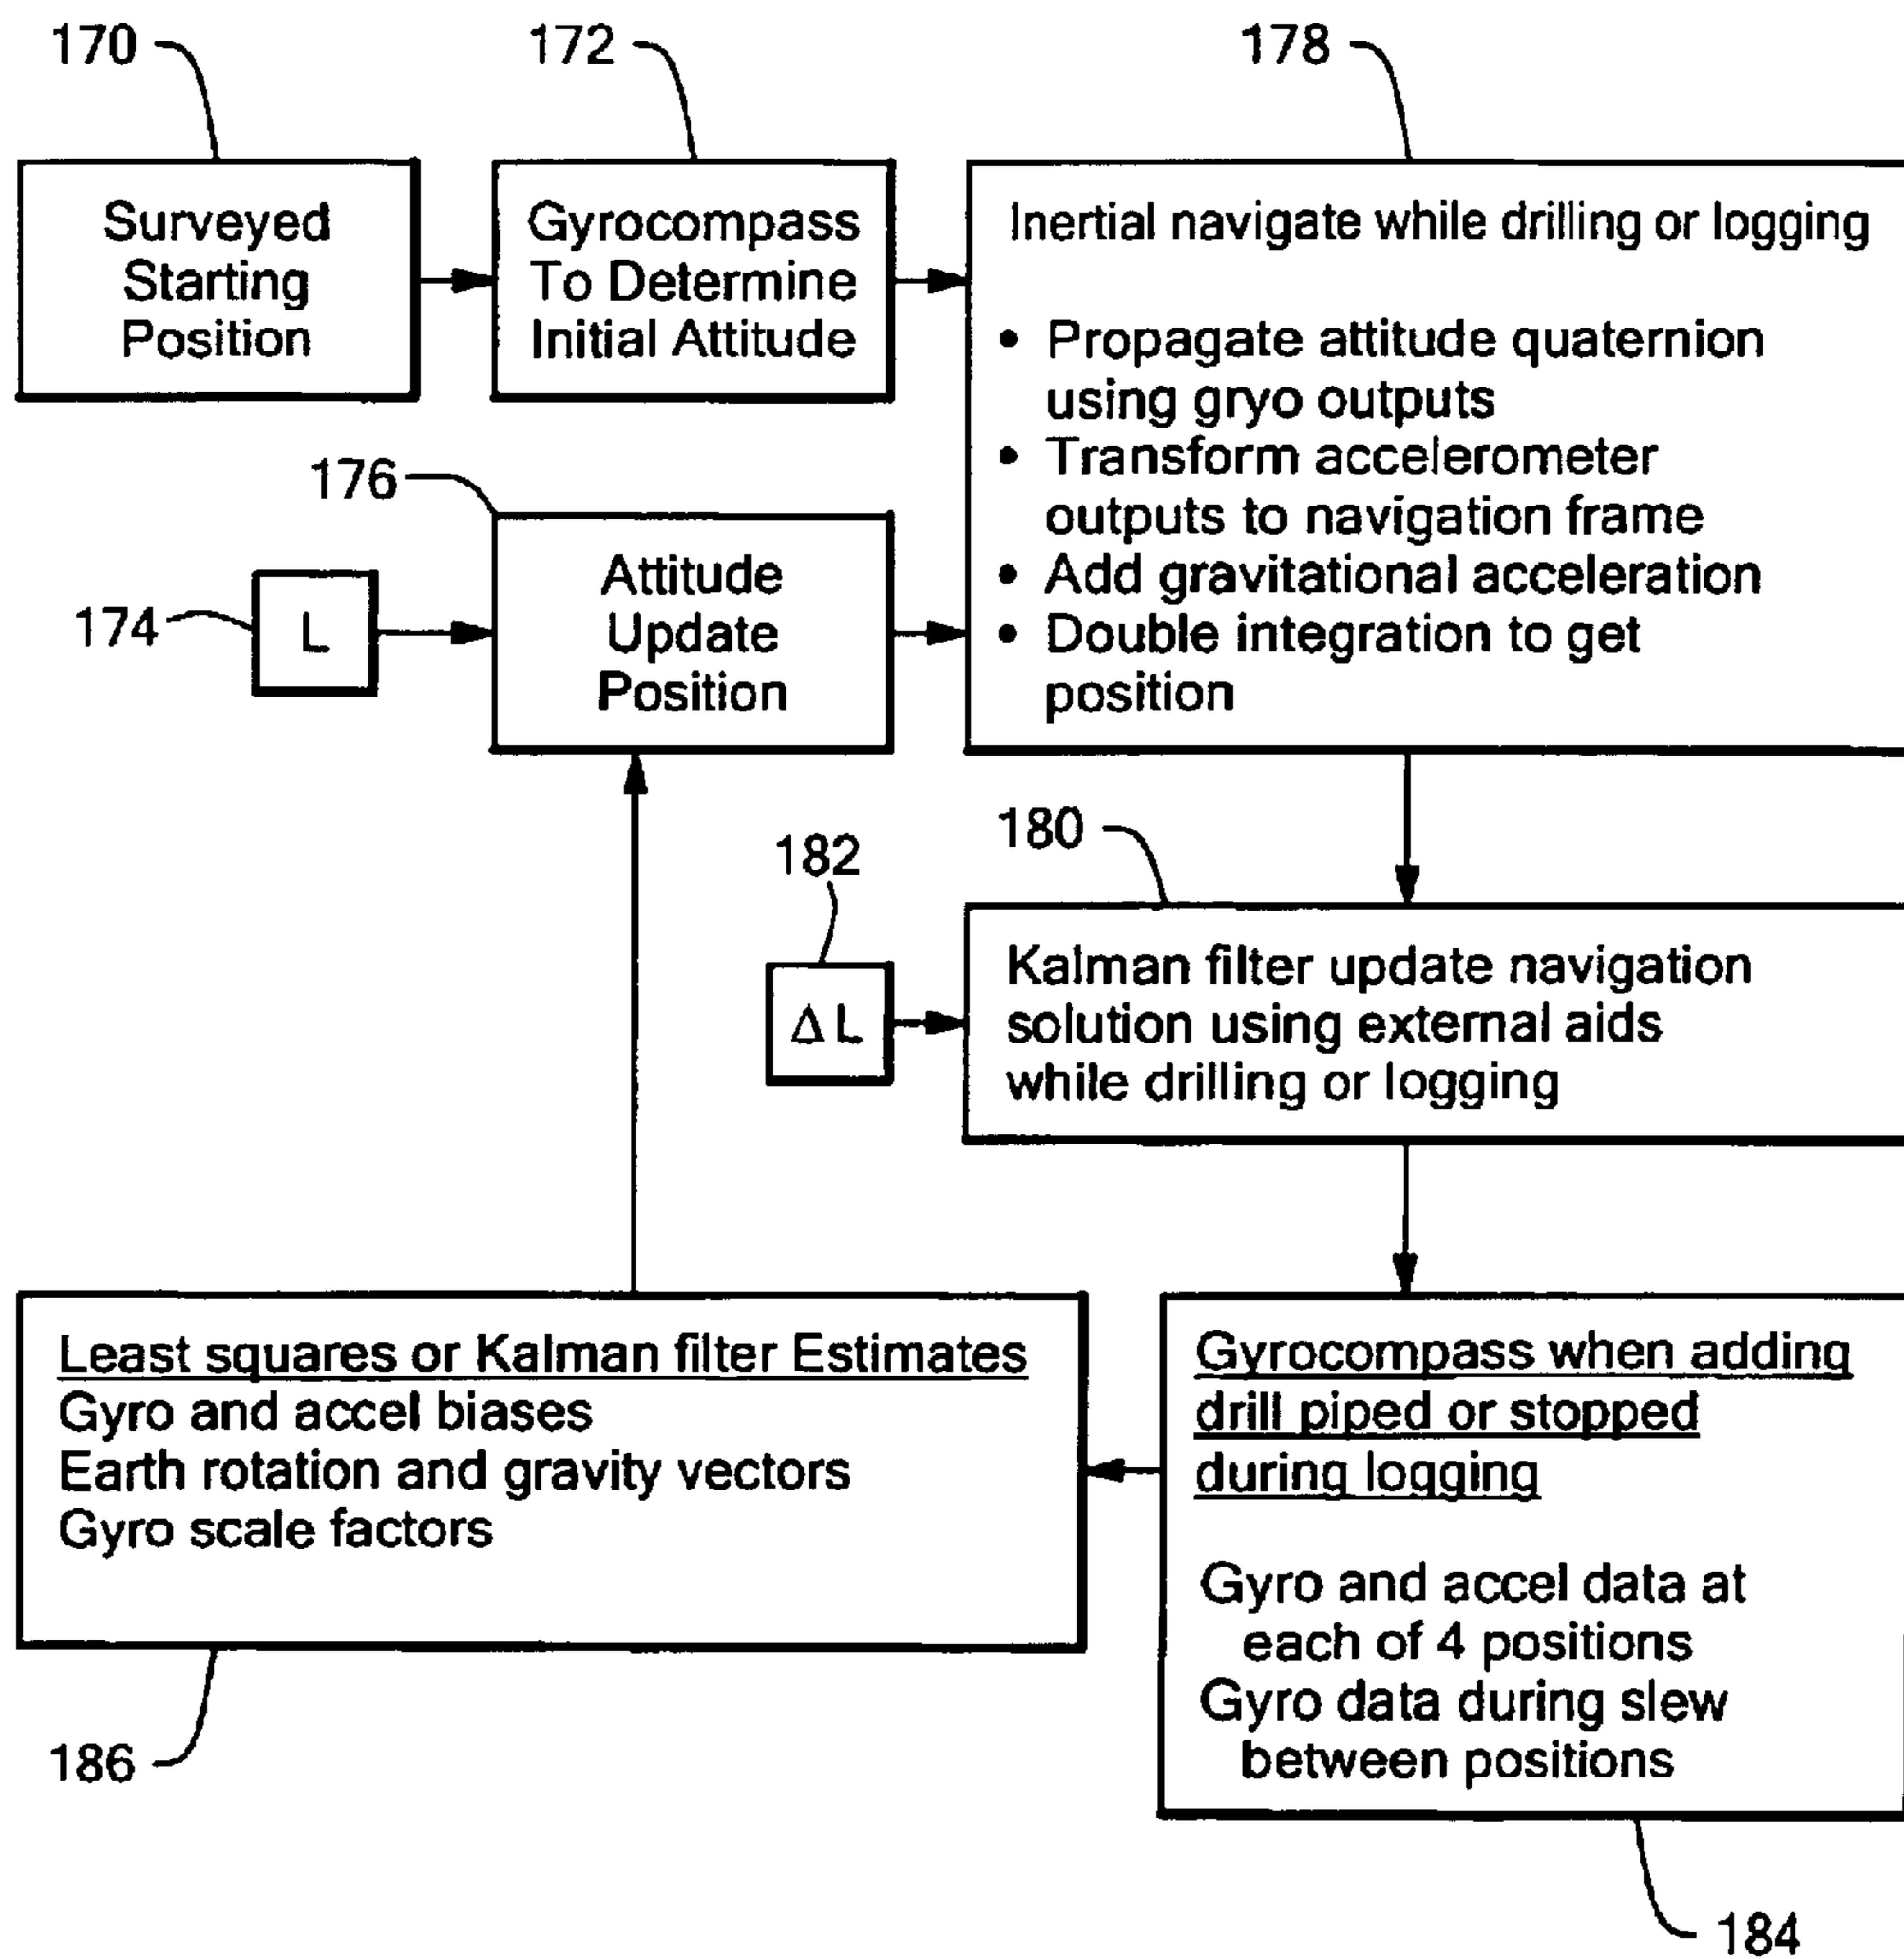 170
172
178
Surveyed
Starting
Position
Gyrocompass
To Determine
Initial Attitude
Inertial navigate while drilling or logging
• Propagate attitude quaternion
using gryo outputs
• Transform accelerometer
outputs to navigation frame
• Add gravitational acceleration
• Double integration to get
position
176
174
L
Attitude
Update
Position
180
182
Δ L
Kalman filter update navigation
solution using external aids
while drilling or logging
Least squares or Kalman filter Estimates
Gyro and accel biases
Earth rotation and gravity vectors
Gyro scale factors
Gyrocompass when adding
drill piped or stopped
during logging
Gyro and accel data at
each of 4 positions
Gyro data during slew
between positions
186
184